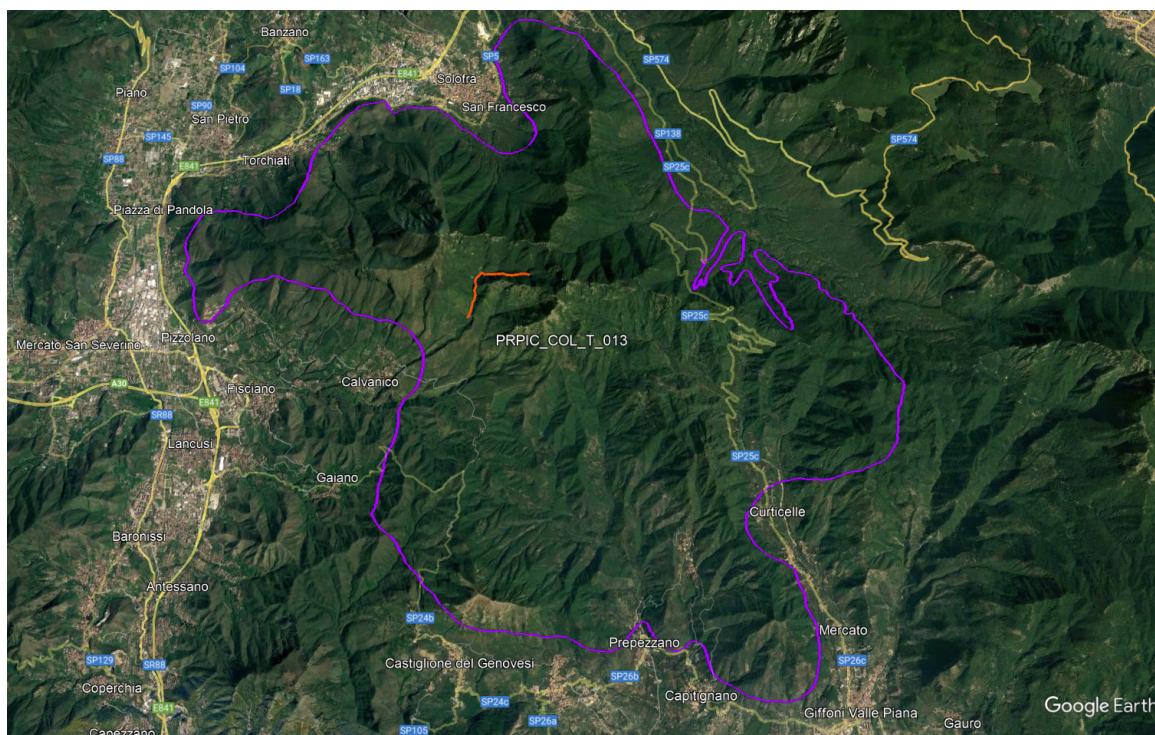 Banzano
SP163
SP104
SP5
SP574
E841
Solofra
Piano
SP18
SP90
San Francesco
San Pietro
SP145
SP138
SP574
SP88
E841
Torchiati
SP25c
Piazza di Pandola
SP25c
Pizzolano
PRPIC_COL_T_013
Mercato San Severino
Calvanico
A30
Fisciano
E841
SR88
Lancusi
SP25c
Gaiano
Curticelle
Baronissi
Antessano
SP24b
Mercato
Prepezzano
SP129
SR88
Castiglione del Genovesi
SP26c
SP26b
Coperchia
Capitignano
SP24c
E841
Google Earth
Giffoni Valle Piana
SP26a
Gauro
SP105
Capezzano